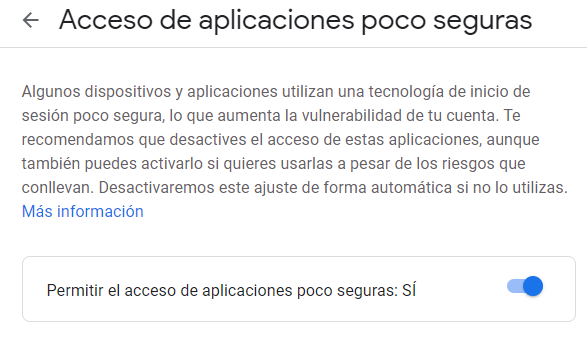 Acceso de aplicaciones poco seguras
Algunos dispositivos y aplicaciones utilizan una tecnología de inicio de
sesión poco segura, lo que aumenta la vulnerabilidad de tu cuenta. Te
recomendamos que desactives el acceso de estas aplicaciones, aunque
también puedes activarlo si quieres usarlas a pesar de los riesgos que
conllevan. Desactivaremos este ajuste de forma automática si no lo utilizas.
Más información
Permitir el acceso de aplicaciones poco seguras: SÍ